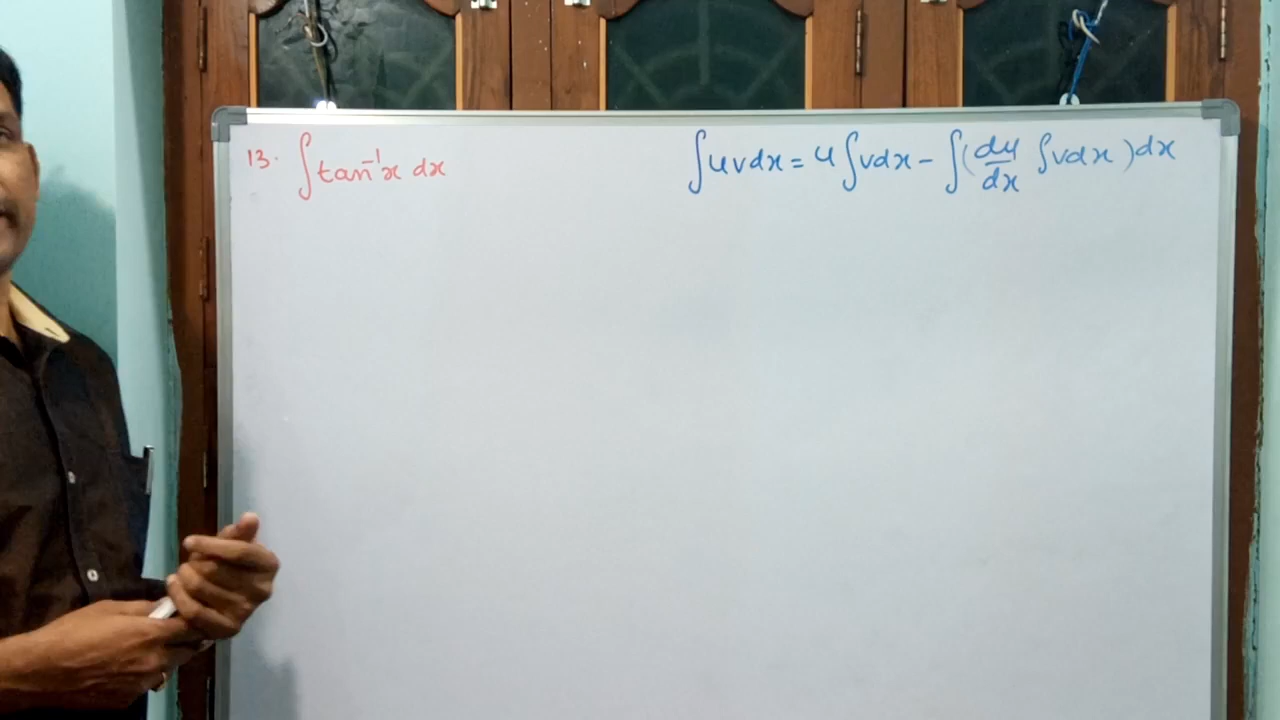 13. ∫tan⁻¹x dx
∫uvdx = u∫vdx - ∫(du/dx ∫vdx)dx